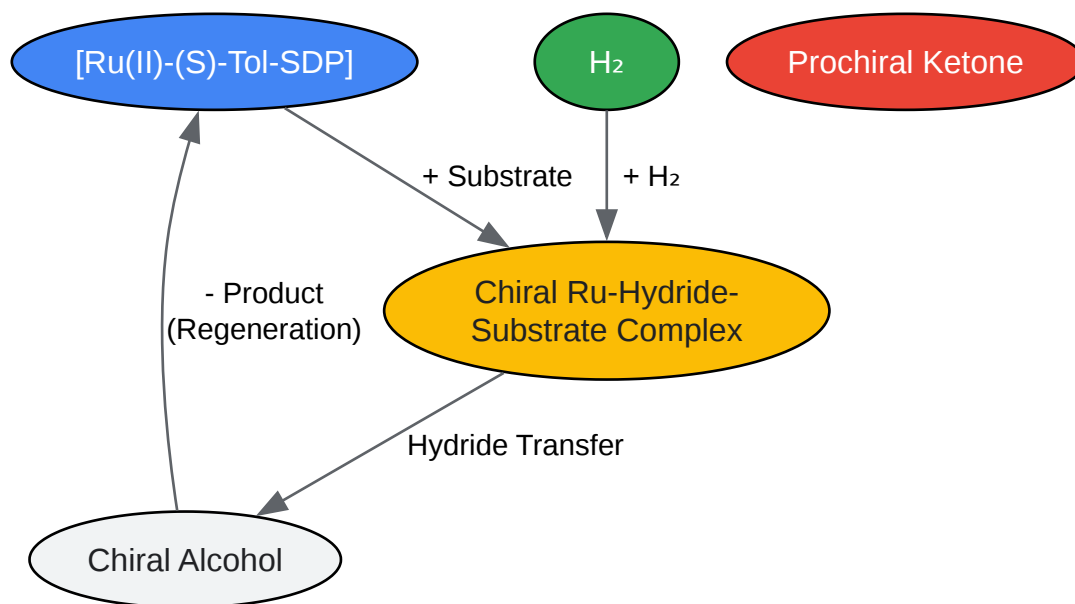 [Ru(II)-(S)-Tol-SDP]
H₂
Prochiral Ketone
+ Substrate
+ H₂
Chiral Ru-Hydride-
Substrate Complex
- Product
(Regeneration)
Hydride Transfer
Chiral Alcohol